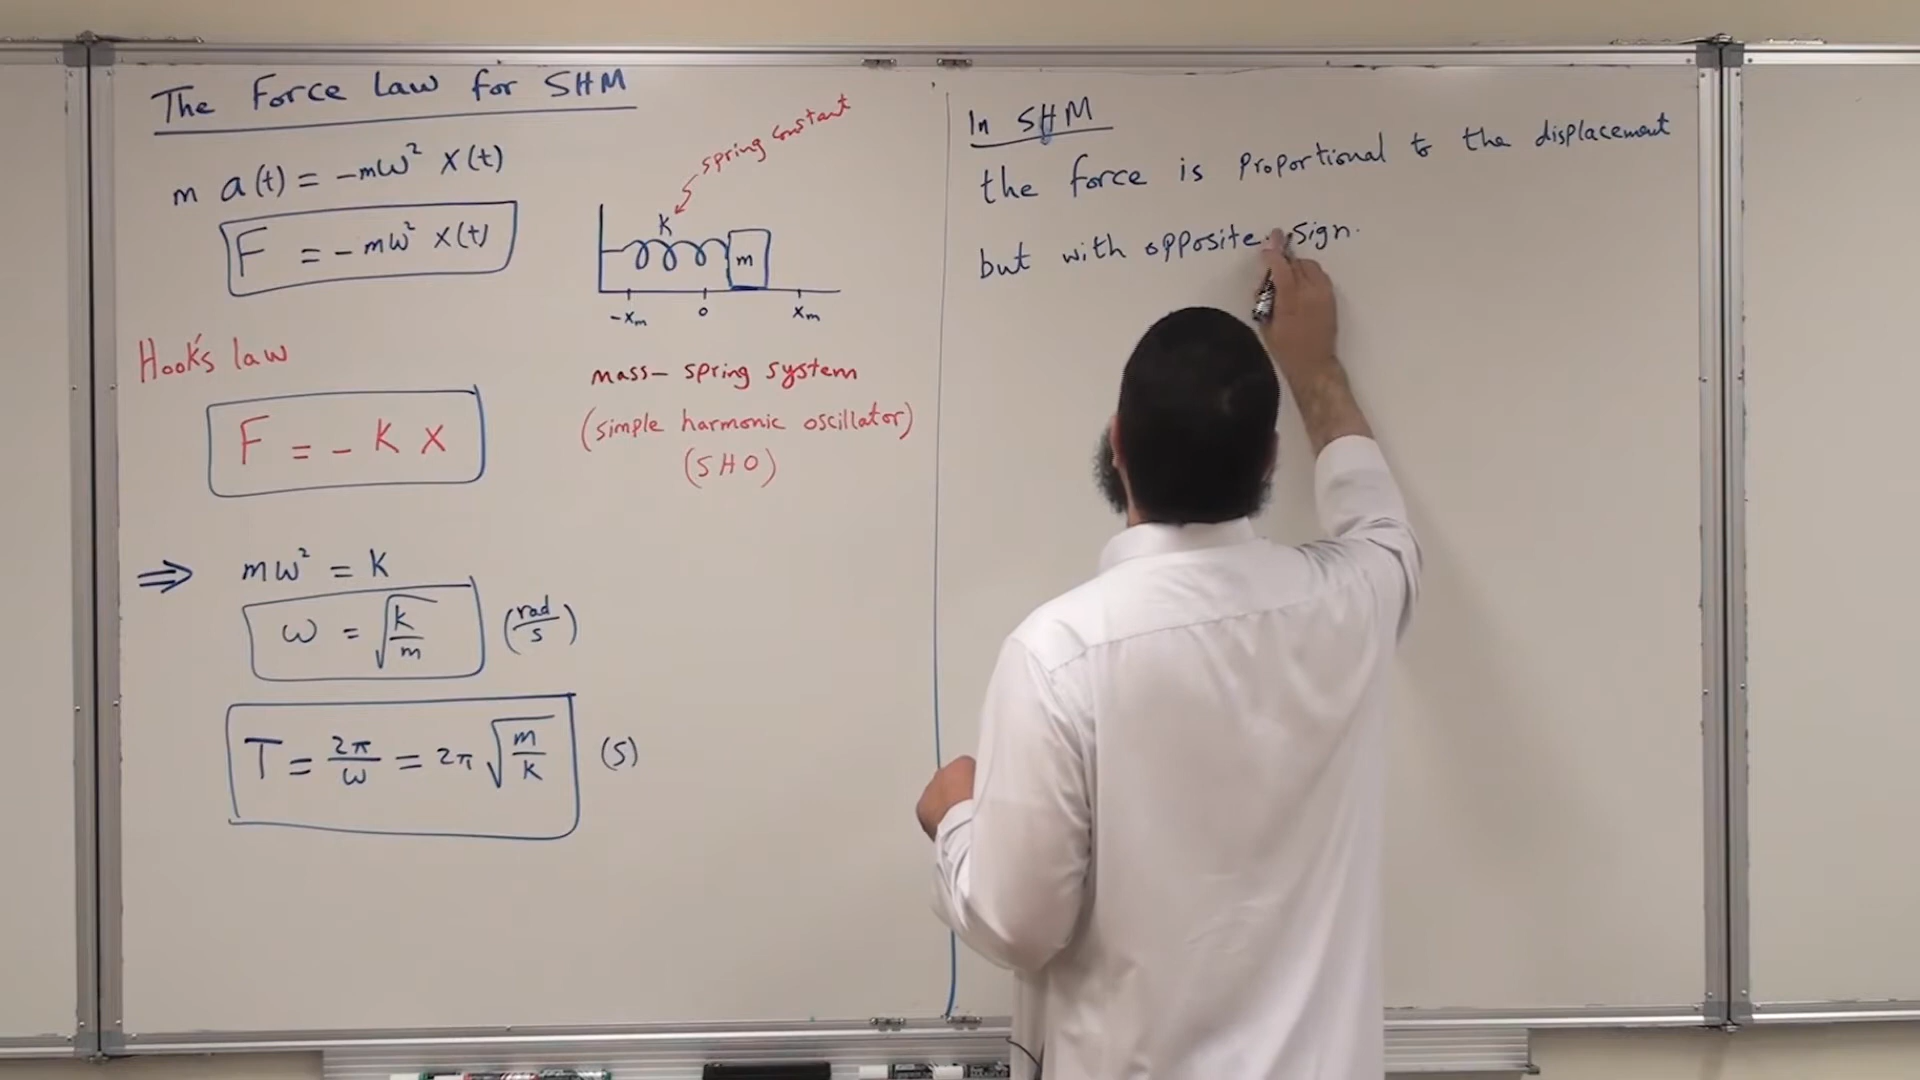 The Force Law for SHM
m a(t) = -mω² X(t)
F = -mω² X(t)
Hook's law
F = - K X
⇒ mω² = K
ω = √(k/m) (rad/s)
T = 2π/ω = 2π √(m/k) (s)
spring constant
K
m
-Xm 0 Xm
mass- spring system
(simple harmonic oscillator)
(SHO)
In SHM
the force is proportional to the displacement
but with opposite sign.